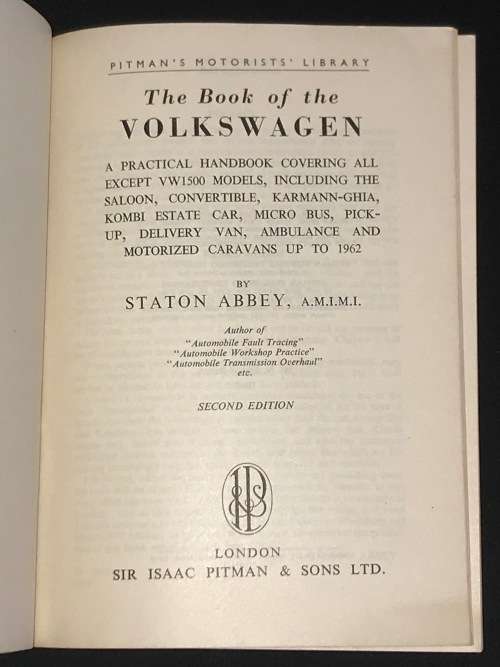 PITMAN'S MOTORISTS' LIBRARY
The Book of the
VOLKSWAGEN
A PRACTICAL HANDBOOK COVERING ALL
EXCEPT VW1500 MODELS, INCLUDING THE
SALOON, CONVERTIBLE, KARMANN-GHIA,
KOMBI ESTATE CAR, MICRO BUS, PICK-
UP, DELIVERY VAN, AMBULANCE AND
MOTORIZED CARAVANS UP TO 1962
BY
STATON ABBEY, A.M.I.M.I.
Author of
"Automobile Fault Tracing"
"Automobile Workshop Practice"
"Automobile Transmission Overhaul"
etc.
SECOND EDITION
LONDON
SIR ISAAC PITMAN & SONS LTD.